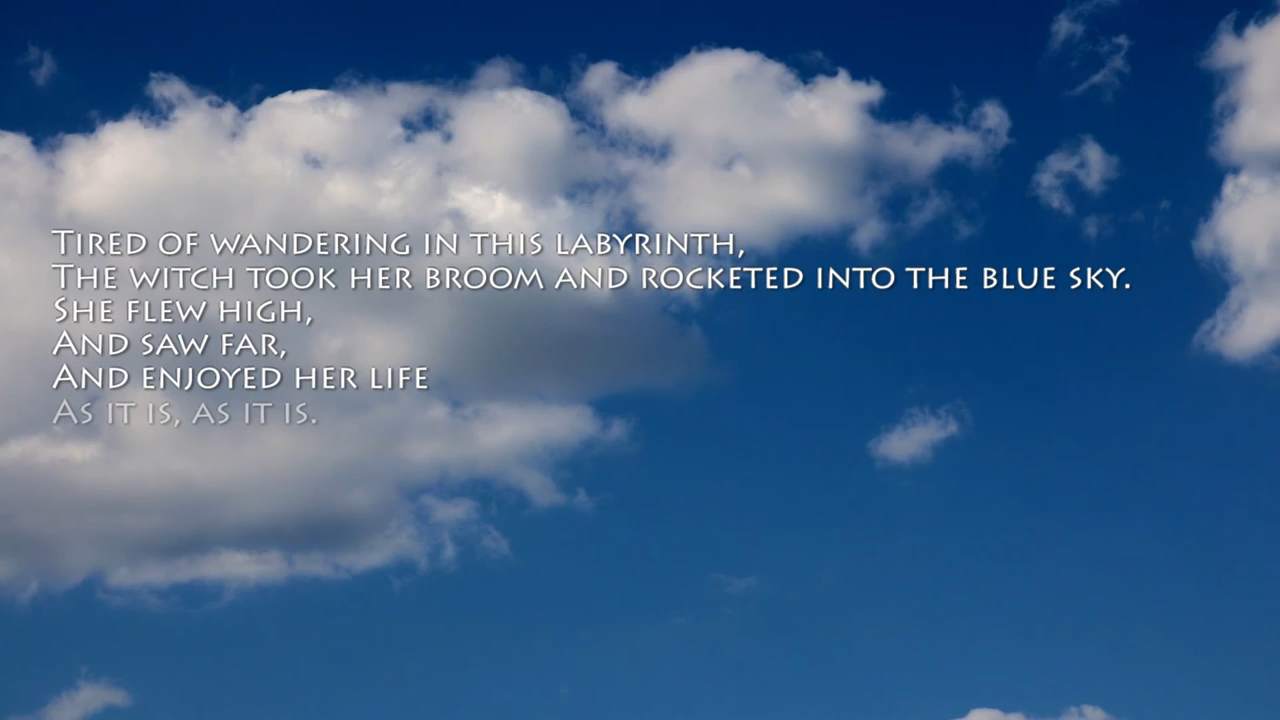 Tired of wandering in this labyrinth,
The witch took her broom and rocketed into the blue sky.
She flew high,
And saw far,
And enjoyed her life
As it is, as it is.